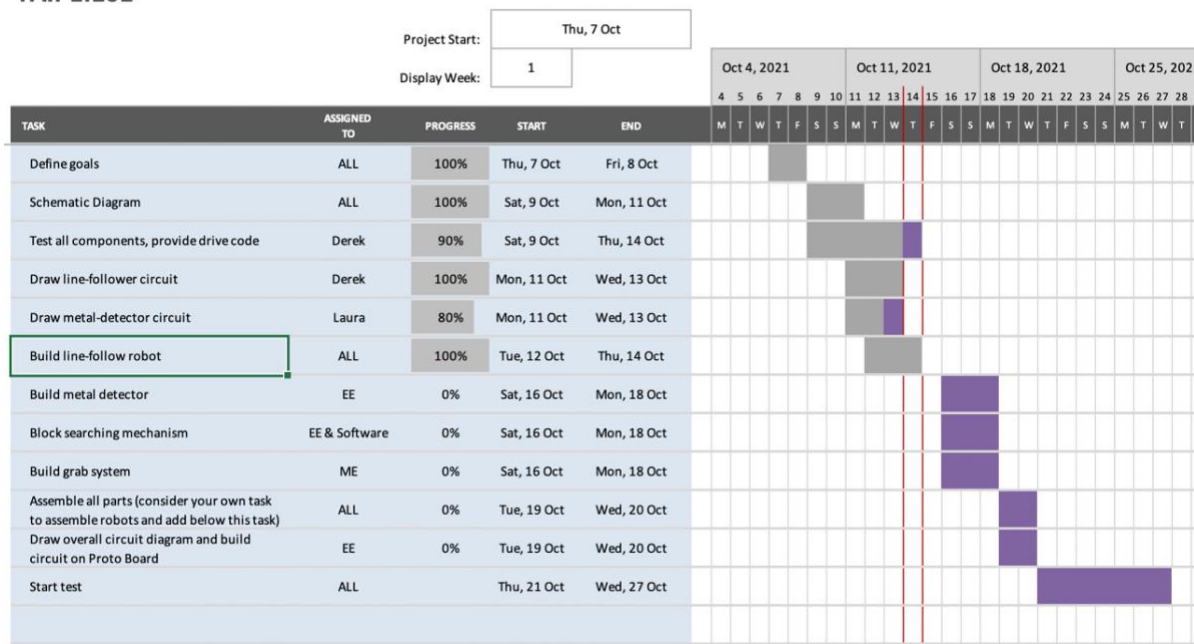 Project Start: Thu, 7 Oct
Display Week: 1
Oct 4, 2021 Oct 11, 2021 Oct 18, 2021 Oct 25, 202
4 5 6 7 8 9 10 11 12 13 14 15 16 17 18 19 20 21 22 23 24 25 26 27 28
TASK ASSIGNED TO PROGRESS START END M T W T F S S M T W T F S S M T W T F S S M T W T
Define goals ALL 100% Thu, 7 Oct Fri, 8 Oct
Schematic Diagram ALL 100% Sat, 9 Oct Mon, 11 Oct
Test all components, provide drive code Derek 90% Sat, 9 Oct Thu, 14 Oct
Draw line-follower circuit Derek 100% Mon, 11 Oct Wed, 13 Oct
Draw metal-detector circuit Laura 80% Mon, 11 Oct Wed, 13 Oct
Build line-follow robot ALL 100% Tue, 12 Oct Thu, 14 Oct
Build metal detector EE 0% Sat, 16 Oct Mon, 18 Oct
Block searching mechanism EE & Software 0% Sat, 16 Oct Mon, 18 Oct
Build grab system ME 0% Sat, 16 Oct Mon, 18 Oct
Assemble all parts (consider your own task
to assemble robots and add below this task) ALL 0% Tue, 19 Oct Wed, 20 Oct
Draw overall circuit diagram and build
circuit on Proto Board EE 0% Tue, 19 Oct Wed, 20 Oct
Start test ALL Thu, 21 Oct Wed, 27 Oct